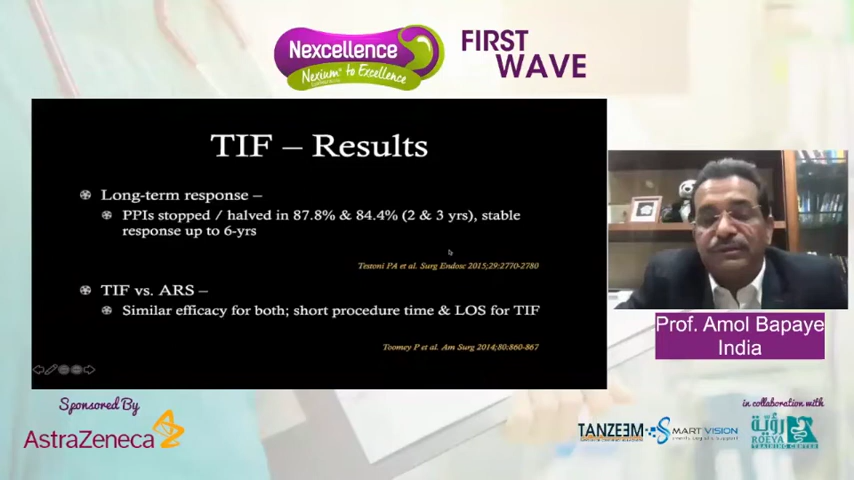 Nexcellence
Nexium® to Excellence
FIRST
WAVE
TIF – Results
Long-term response –
PPIs stopped / halved in 87.8% & 84.4% (2 & 3 yrs), stable
response up to 6-yrs
Testoni PA et al. Surg Endosc 2015;29:2770-2780
TIF vs. ARS –
Similar efficacy for both; short procedure time & LOS for TIF
Toomey P et al. Am Surg 2014;80:860-867
Prof. Amol Bapaye
India
Sponsored By
AstraZeneca
in collaboration with
TANZEEM
SMART VISION
رؤية
ROEYA
TRAINING CENTER